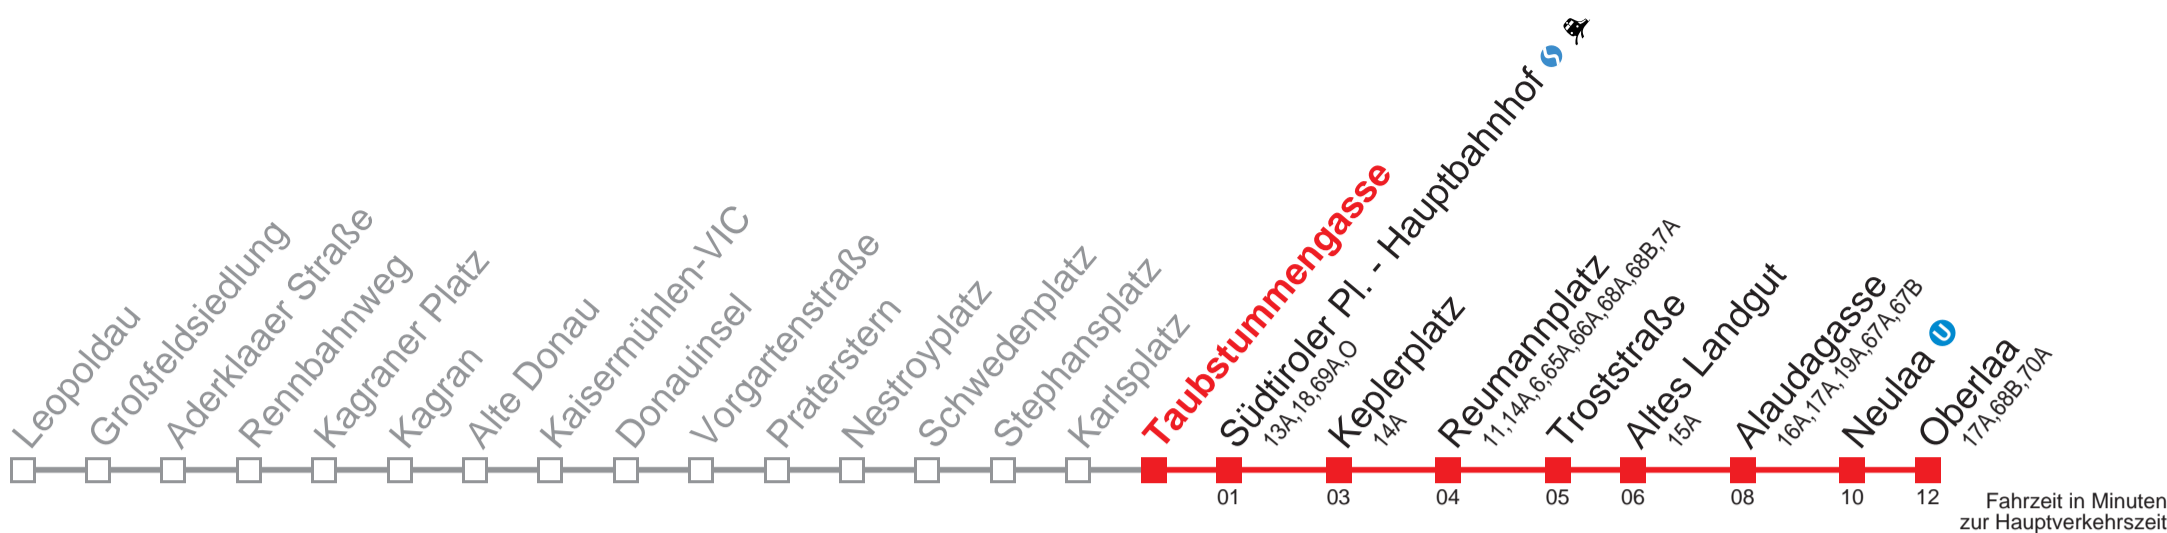 Leopoldau
Großfeldsiedlung
Aderklaaer Straße
Rennbahnweg
Kagraner Platz
Kagran
Alte Donau
Kaisermühlen-VIC
Donauinsel
Vorgartenstraße
Praterstern
Nestroyplatz
Schwedenplatz
Stephansplatz
Karlsplatz
Taubstummengasse
Südtiroler Pl. - Hauptbahnhof
13A,18,69A,O
Keplerplatz
14A
Reumannplatz
11,14A,6,65A,66A,68A,68B,7A
Troststraße
Altes Landgut
15A
Alaudagasse
16A,17A,19A,67A,67B
Neulaa U
Oberlaa
17A,68B,70A
01 03 04 05 06 08 10 12
Fahrzeit in Minuten
zur Hauptverkehrszeit